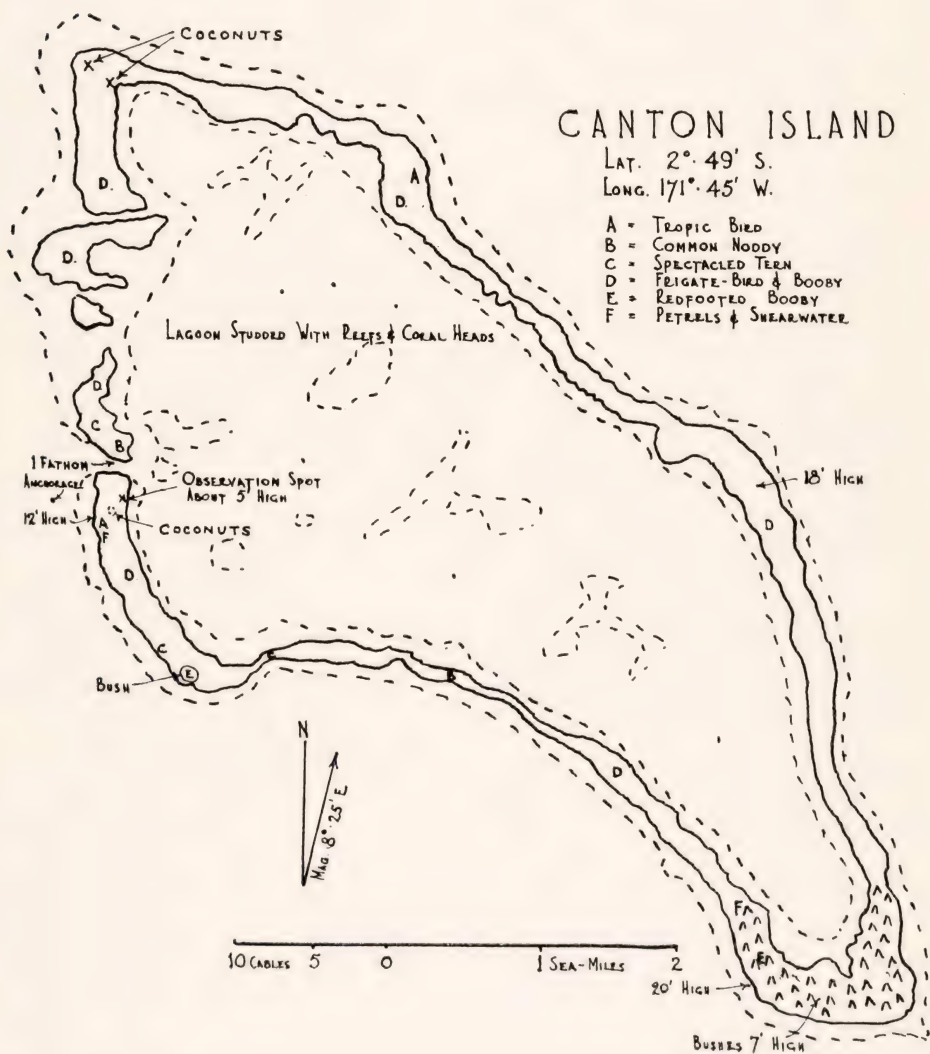 COCONUTS
CANTON ISLAND
LAT. 2°·49' S.
LONG. 171°·45' W.
A = TROPIC BIRD
B = COMMON NODDY
C = SPECTACLED TERN
D = FRIGATE-BIRD & BOOBY
E = REDFOOTED BOOBY
F = PETRELS & SHEARWATER
A
D.
D.
D.
LAGOON STUDDED WITH REEFS & CORAL HEADS
D
C
B
1 FATHOM
ANCHORAGE
OBSERVATION SPOT
ABOUT 5' HIGH
18' HIGH
12' HIGH
COCONUTS
A
F
D
D
C
C
E
BUSH
B
N
MAG. 8°·25' E
D
F
E
10 CABLES 5 0 1 SEA-MILES 2
20' HIGH
BUSHES 7' HIGH